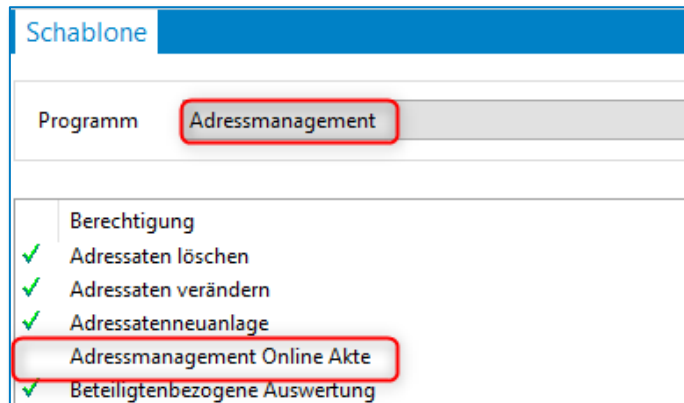 Schablone
Programm Adressmanagement
Berechtigung
Adressaten löschen
Adressaten verändern
Adressatenneuanlage
Adressmanagement Online Akte
Beteiligtenbezogene Auswertung